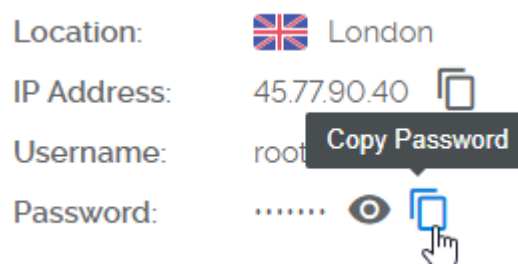 Location: London
IP Address: 45.77.90.40
Copy Password
Username: root
Password: ·······